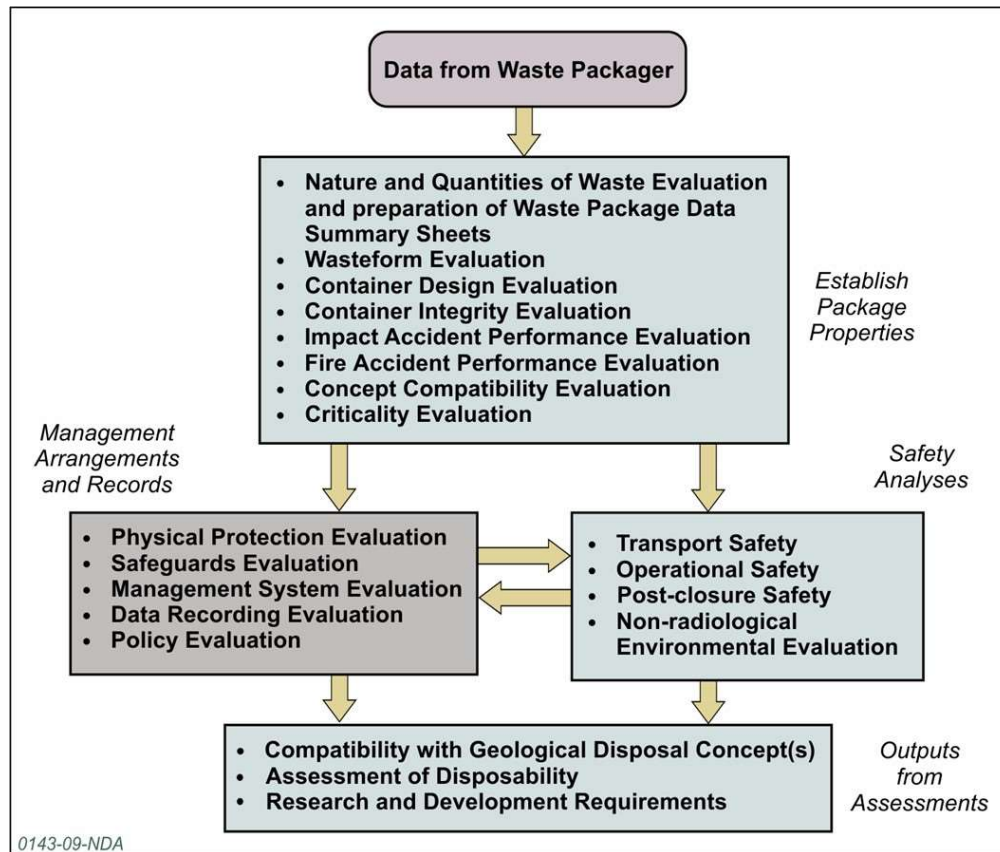 Data from Waste Packager
• Nature and Quantities of Waste Evaluation
and preparation of Waste Package Data
Summary Sheets
• Wasteform Evaluation
• Container Design Evaluation
• Container Integrity Evaluation
• Impact Accident Performance Evaluation
• Fire Accident Performance Evaluation
• Concept Compatibility Evaluation
• Criticality Evaluation
Establish
Package
Properties
Management
Arrangements
and Records
Safety
Analyses
• Physical Protection Evaluation
• Safeguards Evaluation
• Management System Evaluation
• Data Recording Evaluation
• Policy Evaluation
• Transport Safety
• Operational Safety
• Post-closure Safety
• Non-radiological
Environmental Evaluation
• Compatibility with Geological Disposal Concept(s)
• Assessment of Disposability
• Research and Development Requirements
Outputs
from
Assessments
0143-09-NDA